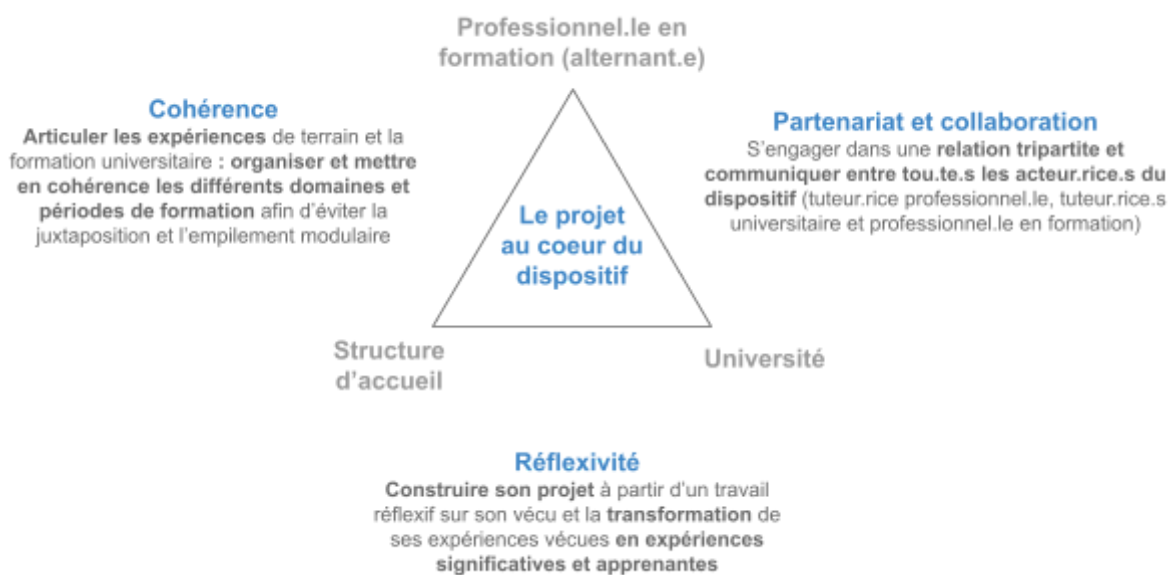 Professionnel.le en
formation (alternant.e)
Cohérence
Articuler les expériences de terrain et la
formation universitaire : organiser et mettre
en cohérence les différents domaines et
périodes de formation afin d'éviter la
juxtaposition et l'empilement modulaire
Partenariat et collaboration
S'engager dans une relation tripartite et
communiquer entre tou.te.s les acteur.rice.s du
dispositif (tuteur.rice professionnel.le, tuteur.rice.s
universitaire et professionnel.le en formation)
Le projet
au coeur du
dispositif
Structure
d'accueil
Université
Réflexivité
Construire son projet à partir d'un travail
réflexif sur son vécu et la transformation de
ses expériences vécues en expériences
significatives et apprenantes